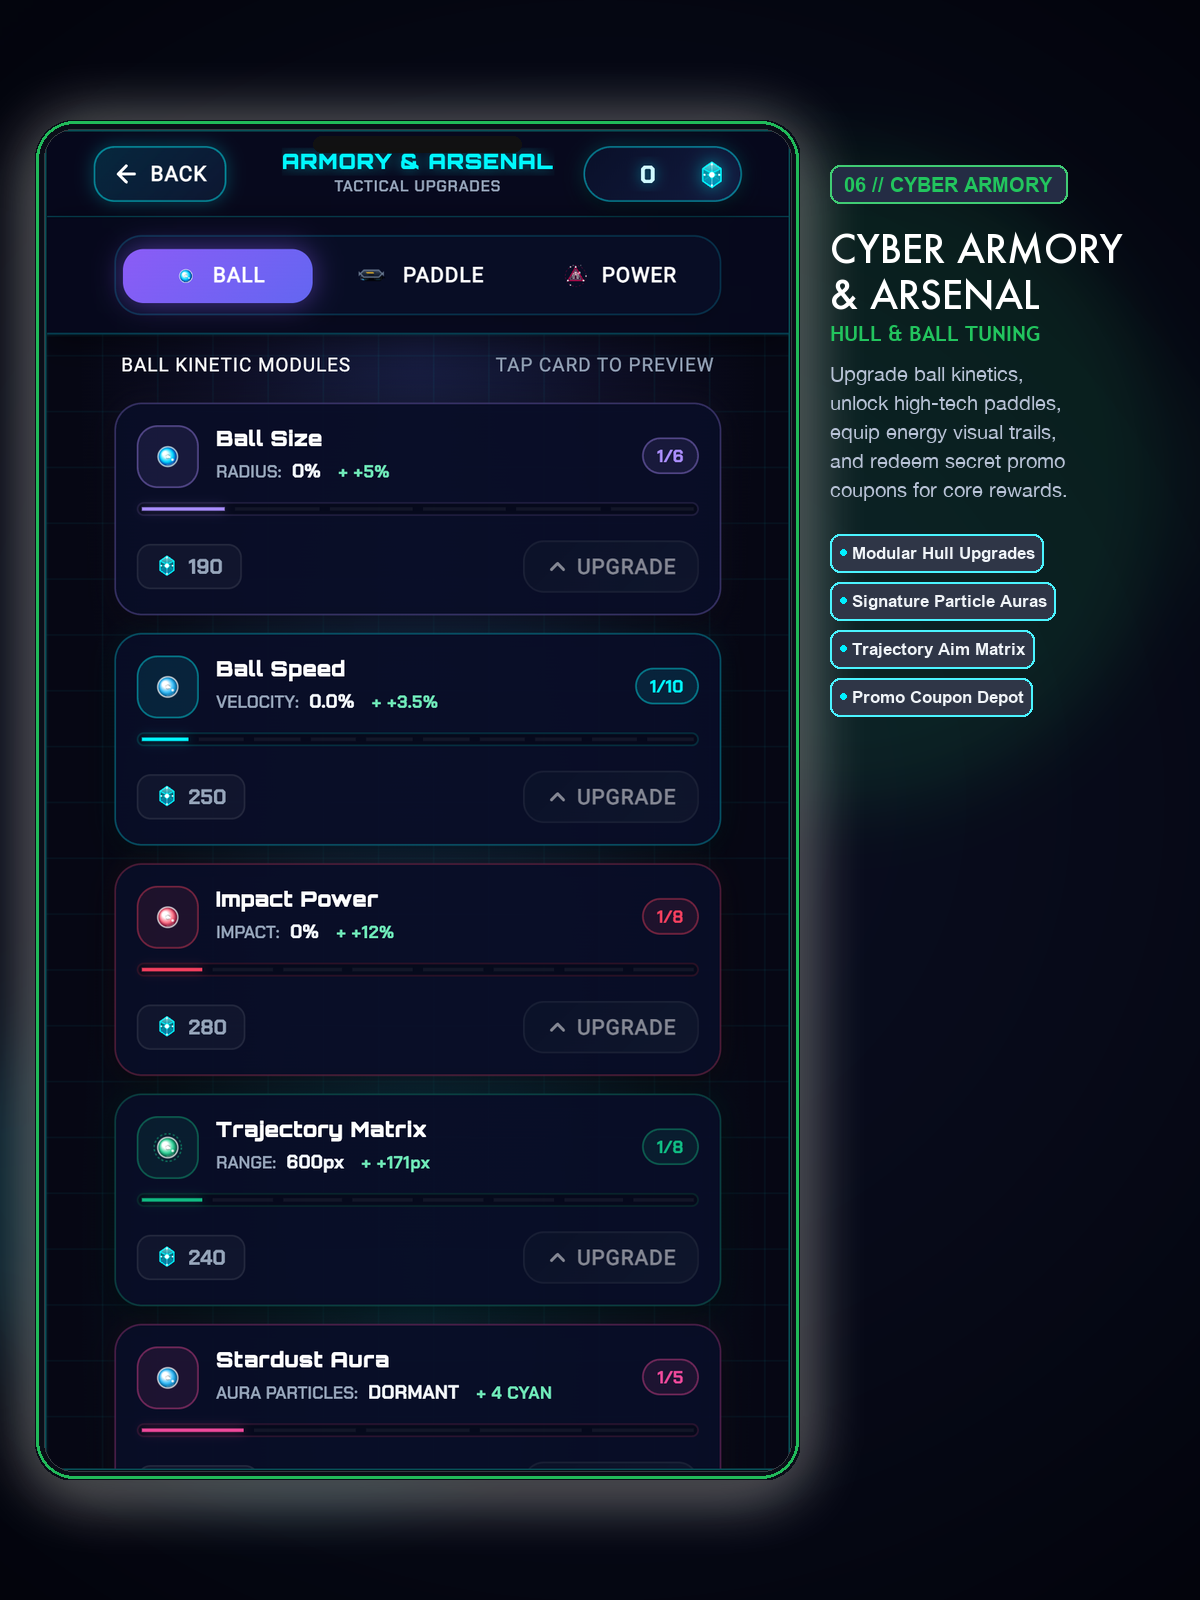 BACK
ARMORY & ARSENAL
TACTICAL UPGRADES
0
BALL
PADDLE
POWER
BALL KINETIC MODULES
TAP CARD TO PREVIEW
Ball Size
RADIUS: 0% + +5%
1/6
190
UPGRADE
Ball Speed
VELOCITY: 0.0% + +3.5%
1/10
250
UPGRADE
Impact Power
IMPACT: 0% + +12%
1/8
280
UPGRADE
Trajectory Matrix
RANGE: 600px + +171px
1/8
240
UPGRADE
Stardust Aura
AURA PARTICLES: DORMANT + 4 CYAN
1/5
06 // CYBER ARMORY
CYBER ARMORY
& ARSENAL
HULL & BALL TUNING
Upgrade ball kinetics,
unlock high-tech paddles,
equip energy visual trails,
and redeem secret promo
coupons for core rewards.
• Modular Hull Upgrades
• Signature Particle Auras
• Trajectory Aim Matrix
• Promo Coupon Depot